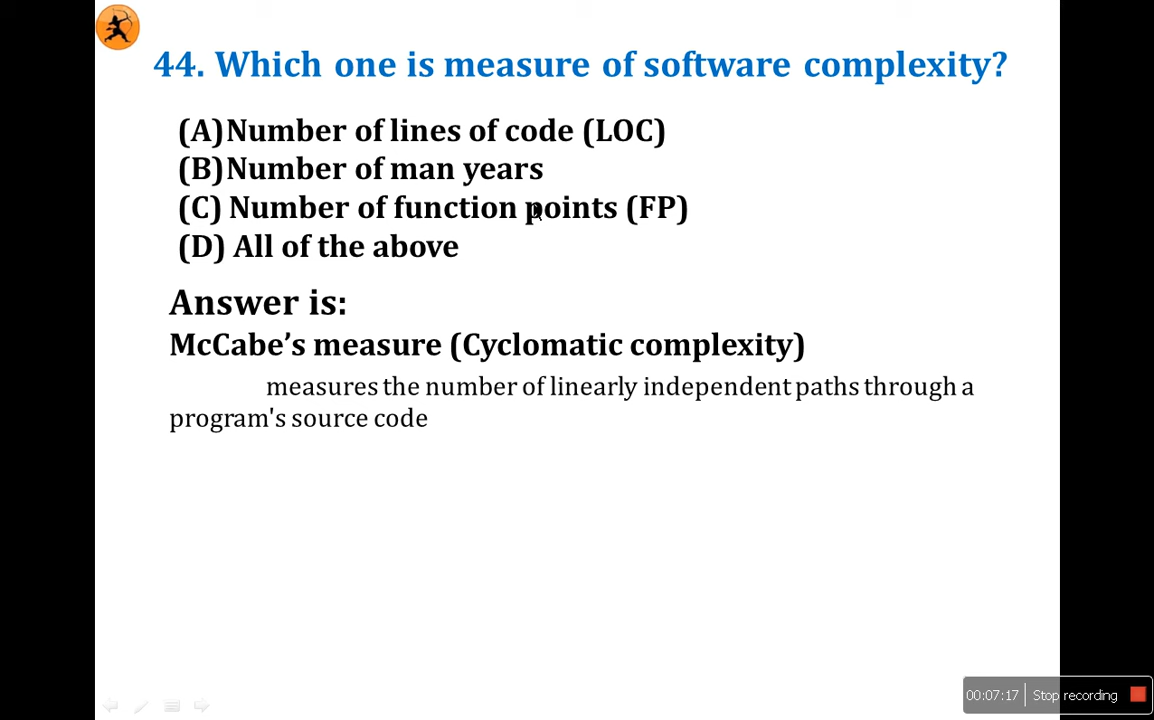 44. Which one is measure of software complexity?
(A)Number of lines of code (LOC)
(B)Number of man years
(C) Number of function points (FP)
(D) All of the above
Answer is:
McCabe’s measure (Cyclomatic complexity)
measures the number of linearly independent paths through a
program's source code
00:07:17 Stop recording